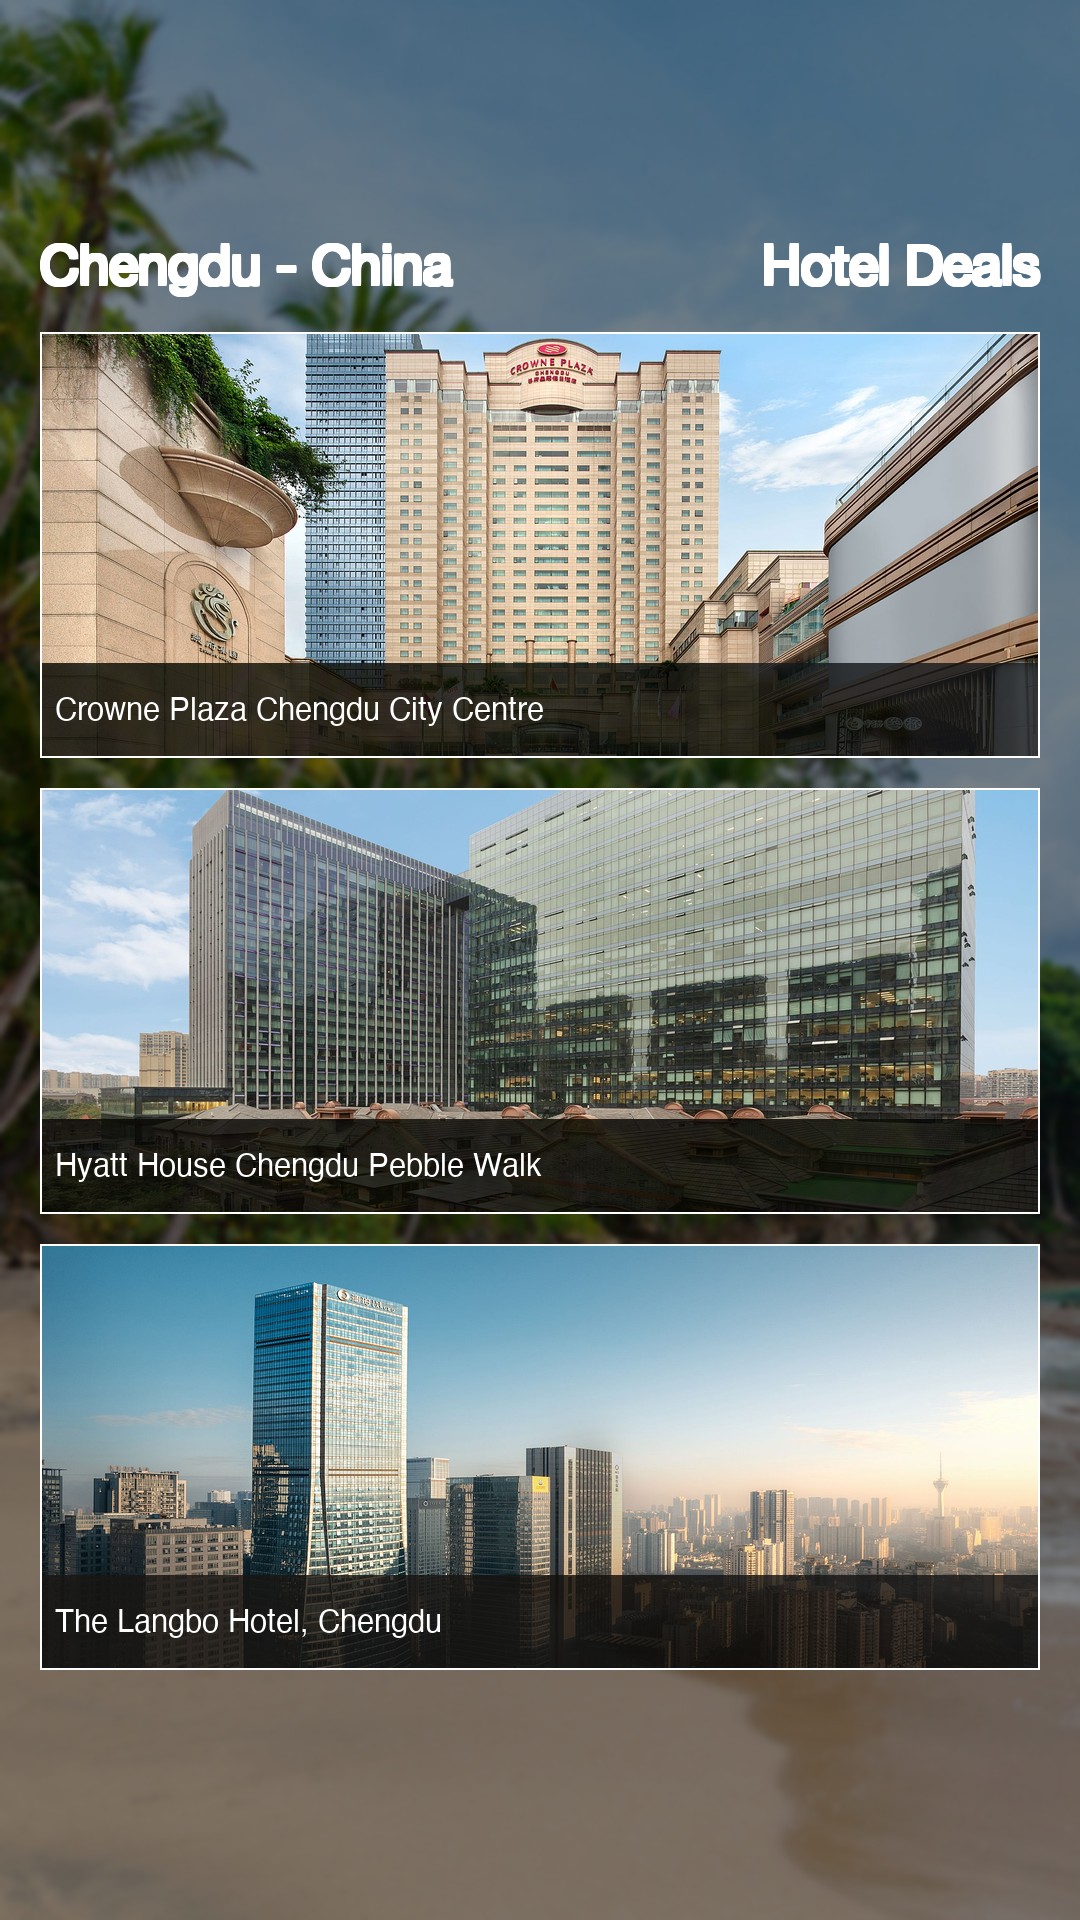 Chengdu - China
Hotel Deals
CROWNE PLAZA
CHENGDU
Crowne Plaza Chengdu City Centre
Hyatt House Chengdu Pebble Walk
The Langbo Hotel, Chengdu